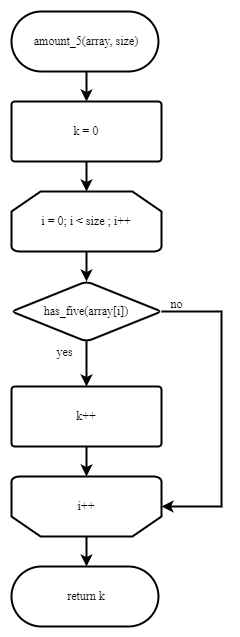 amount_5(array, size)
k = 0
i = 0; i < size ; i++
has_five(array[i])
no
yes
k++
i++
return k